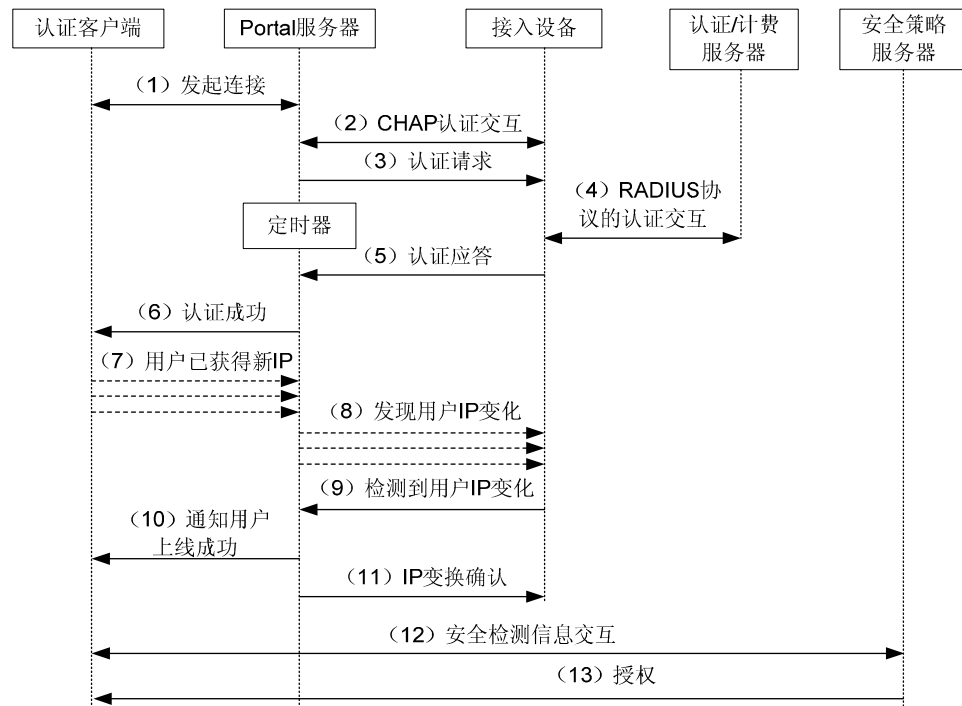 认证客户端
Portal服务器
接入设备
认证/计费
服务器
安全策略
服务器
（1）发起连接
（2）CHAP认证交互
（3）认证请求
（4）RADIUS协
议的认证交互
定时器
（5）认证应答
（6）认证成功
（7）用户已获得新IP
（8）发现用户IP变化
（9）检测到用户IP变化
（10）通知用户
上线成功
（11）IP变换确认
（12）安全检测信息交互
（13）授权